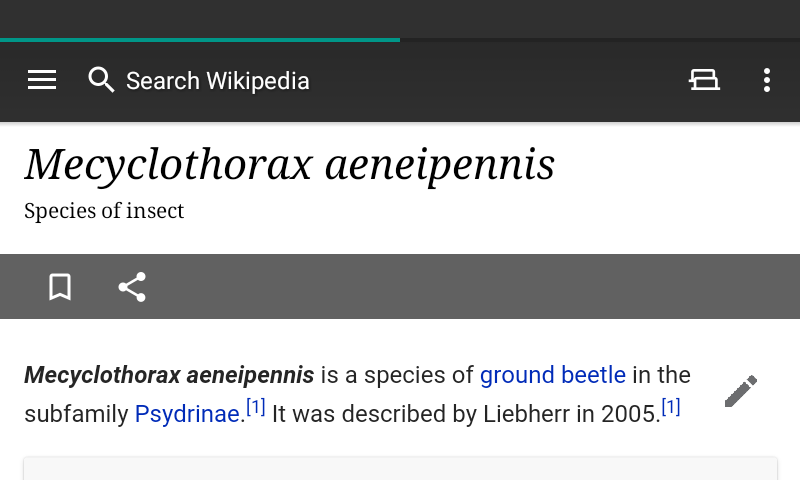 Search Wikipedia
Mecyclothorax aeneipennis
Species of insect
Mecyclothorax aeneipennis is a species of ground beetle in the
subfamily Psydrinae.[1] It was described by Liebherr in 2005.[1]